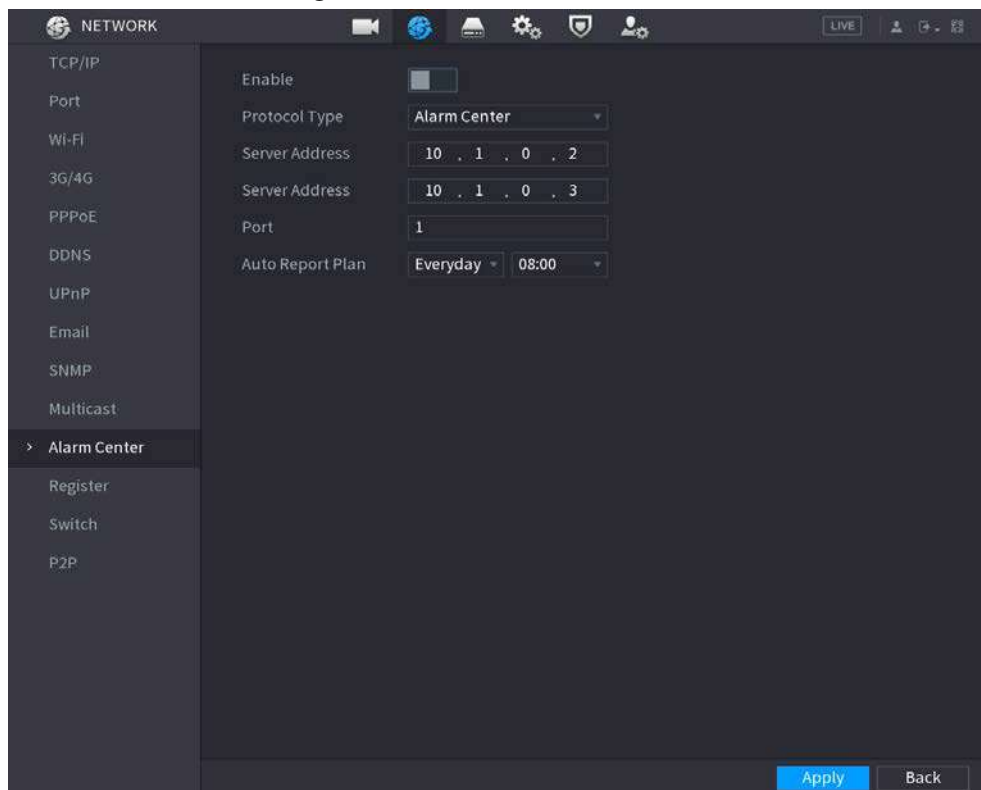 NETWORK
LIVE
TCP/IP
Port
Wi-Fi
3G/4G
PPPoE
DDNS
UPnP
Email
SNMP
Multicast
> Alarm Center
Register
Switch
P2P
Enable
Protocol Type Alarm Center
Server Address 10 . 1 . 0 . 2
Server Address 10 . 1 . 0 . 3
Port 1
Auto Report Plan Everyday 08:00
Apply Back